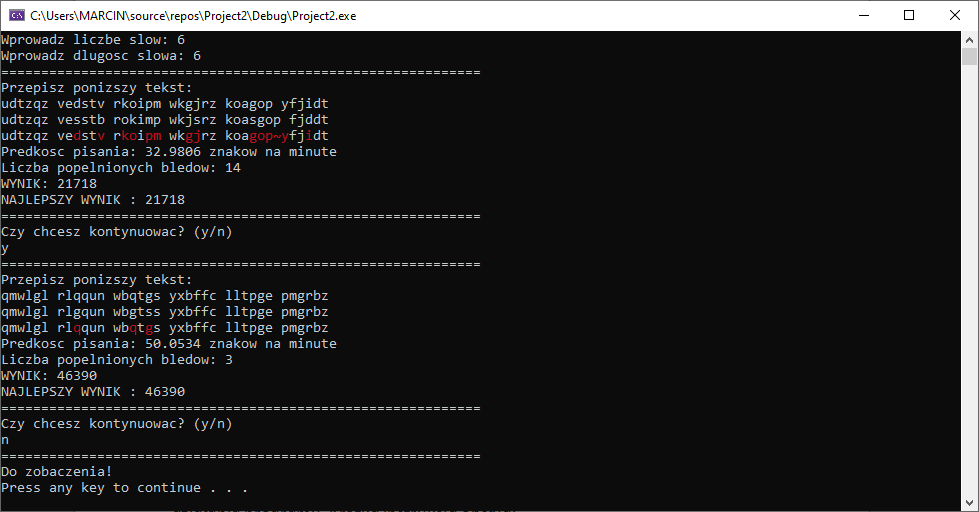 C:\Users\MARCIN\source\repos\Project2\Debug\Project2.exe
Wprowadz liczbe slow: 6
Wprowadz dlugosc slowa: 6
============================================================
Przepisz ponizszy tekst:
udtzqz vedstv rkoipm wkgjrz koagop yfjidt
udtzqz vesstb rokimp wkjsrz koasgop fjddt
udtzqz vedstv rkoipm wkgjrz koagop~yfjidt
Predkosc pisania: 32.9806 znakow na minute
Liczba popelnionych bledow: 14
WYNIK: 21718
NAJLEPSZY WYNIK : 21718
============================================================
Czy chcesz kontynuowac? (y/n)
y
============================================================
Przepisz ponizszy tekst:
qmwlgl rlqqun wbqtgs yxbffc lltpge pmgrbz
qmwlgl rlgqun wbgtss yxbffc lltpge pmgrbz
qmwlgl rlqqun wbqtgs yxbffc lltpge pmgrbz
Predkosc pisania: 50.0534 znakow na minute
Liczba popelnionych bledow: 3
WYNIK: 46390
NAJLEPSZY WYNIK : 46390
============================================================
Czy chcesz kontynuowac? (y/n)
n
============================================================
Do zobaczenia!
Press any key to continue . . .